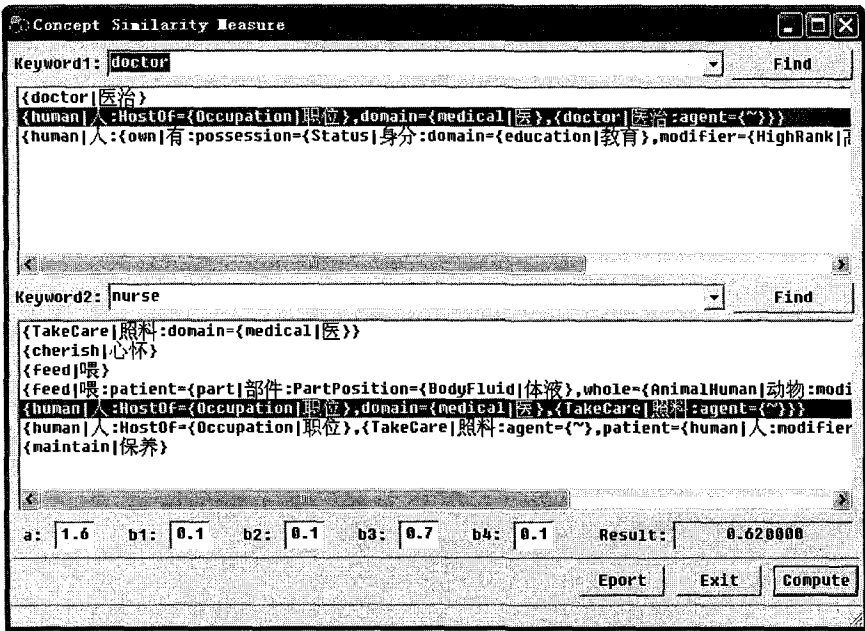 Concept Similarity Measure
Keyword1: doctor Find
{doctor|医治}
{human|人:HostOf={Occupation|职位},domain={medical|医},{doctor|医治:agent={~}}}
{human|人:{own|有:possession={Status|身分:domain={education|教育},modifier={HighRank|高
Keyword2: nurse Find
{TakeCare|照料:domain={medical|医}}
{cherish|心怀}
{feed|喂}
{feed|喂:patient={part|部件:PartPosition={BodyFluid|体液},whole={AnimalHuman|动物:modi
{human|人:HostOf={Occupation|职位},domain={medical|医},{TakeCare|照料:agent={~}}}
{human|人:HostOf={Occupation|职位},{TakeCare|照料:agent={~},patient={human|人:modifier
{maintain|保养}
a: 1.6 b1: 0.1 b2: 0.1 b3: 0.7 b4: 0.1 Result: 0.620000
Eport Exit Compute